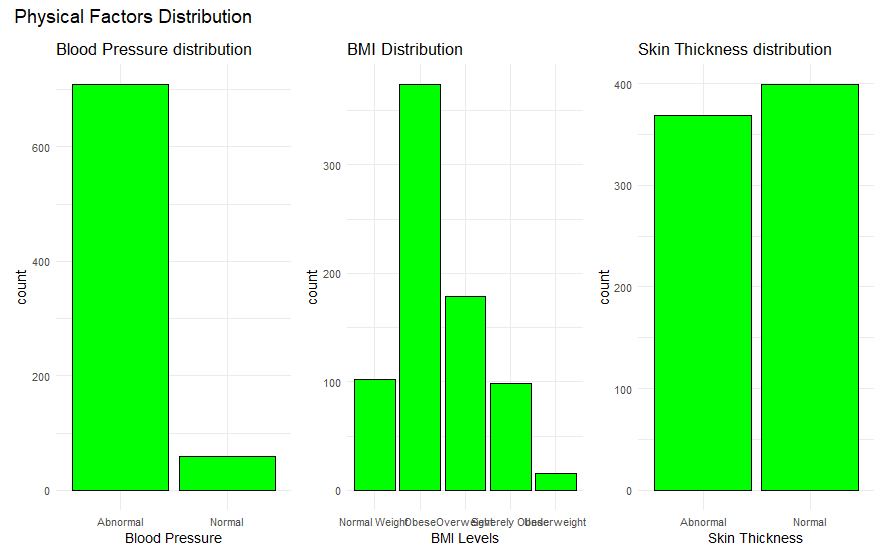 Physical Factors Distribution
Blood Pressure distribution
count
600
400
200
0
Abnormal Normal
Blood Pressure
BMI Distribution
count
300
200
100
0
Normal Weight Obese Overweight Severely Obese Underweight
BMI Levels
Skin Thickness distribution
count
400
300
200
100
0
Abnormal Normal
Skin Thickness